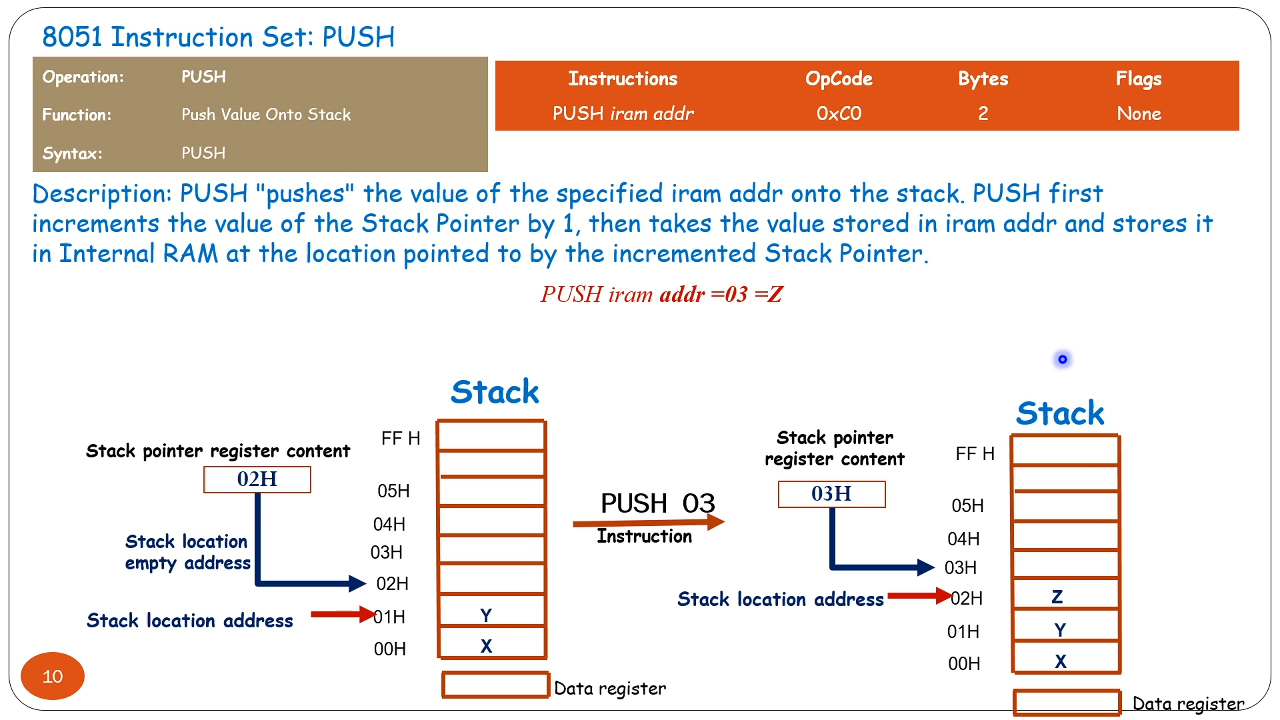 8051 Instruction Set: PUSH
Operation: PUSH
Function: Push Value Onto Stack
Syntax: PUSH
Instructions OpCode Bytes Flags
PUSH iram addr 0xC0 2 None
Description: PUSH "pushes" the value of the specified iram addr onto the stack. PUSH first
increments the value of the Stack Pointer by 1, then takes the value stored in iram addr and stores it
in Internal RAM at the location pointed to by the incremented Stack Pointer.
PUSH iram addr =03 =Z
Stack
Stack pointer register content
02H
Stack location
empty address
Stack location address
FF H
05H
04H
03H
02H
01H Y
00H X
Data register
PUSH 03
Instruction
Stack
Stack pointer
register content
03H
Stack location address
FF H
05H
04H
03H
02H Z
01H Y
00H X
Data register
10